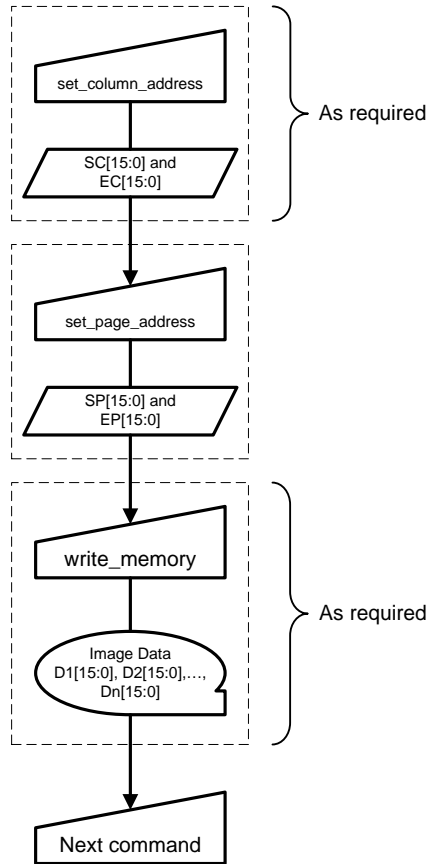 set_column_address
As required
SC[15:0] and
EC[15:0]
set_page_address
SP[15:0] and
EP[15:0]
write_memory
As required
Image Data
D1[15:0], D2[15:0],...,
Dn[15:0]
Next command